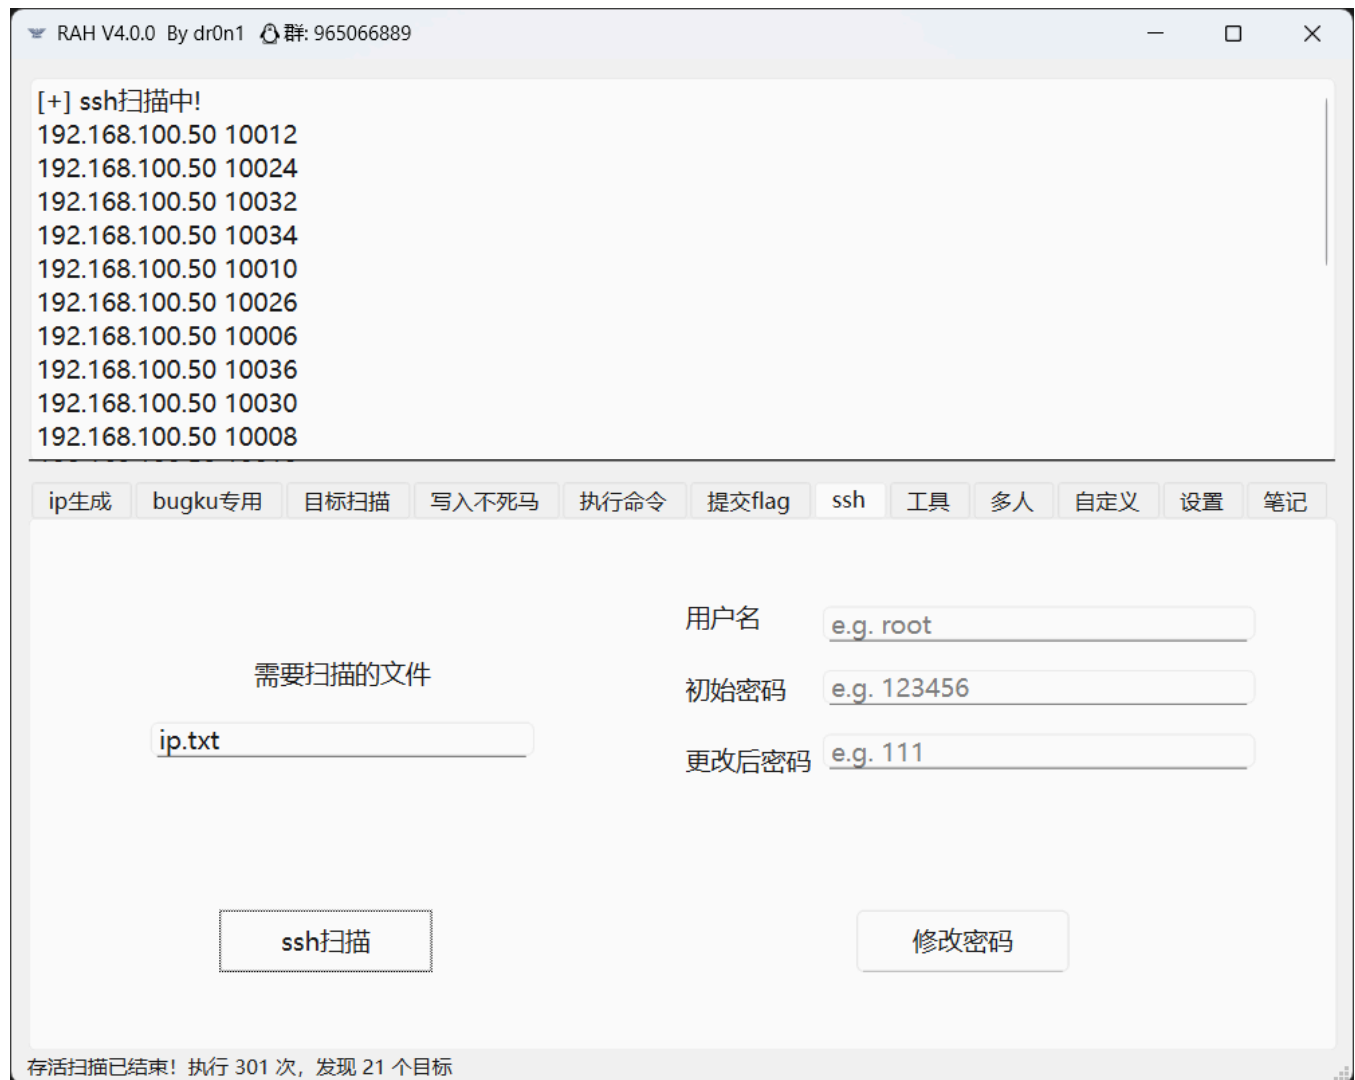 RAH V4.0.0 By dr0n1 群: 965066889
[+] ssh扫描中!
192.168.100.50 10012
192.168.100.50 10024
192.168.100.50 10032
192.168.100.50 10034
192.168.100.50 10010
192.168.100.50 10026
192.168.100.50 10006
192.168.100.50 10036
192.168.100.50 10030
192.168.100.50 10008
ip生成 bugku专用 目标扫描 写入不死马 执行命令 提交flag ssh 工具 多人 自定义 设置 笔记
用户名 e.g. root
需要扫描的文件
初始密码 e.g. 123456
ip.txt
更改后密码 e.g. 111
ssh扫描 修改密码
存活扫描已结束! 执行 301 次，发现 21 个目标